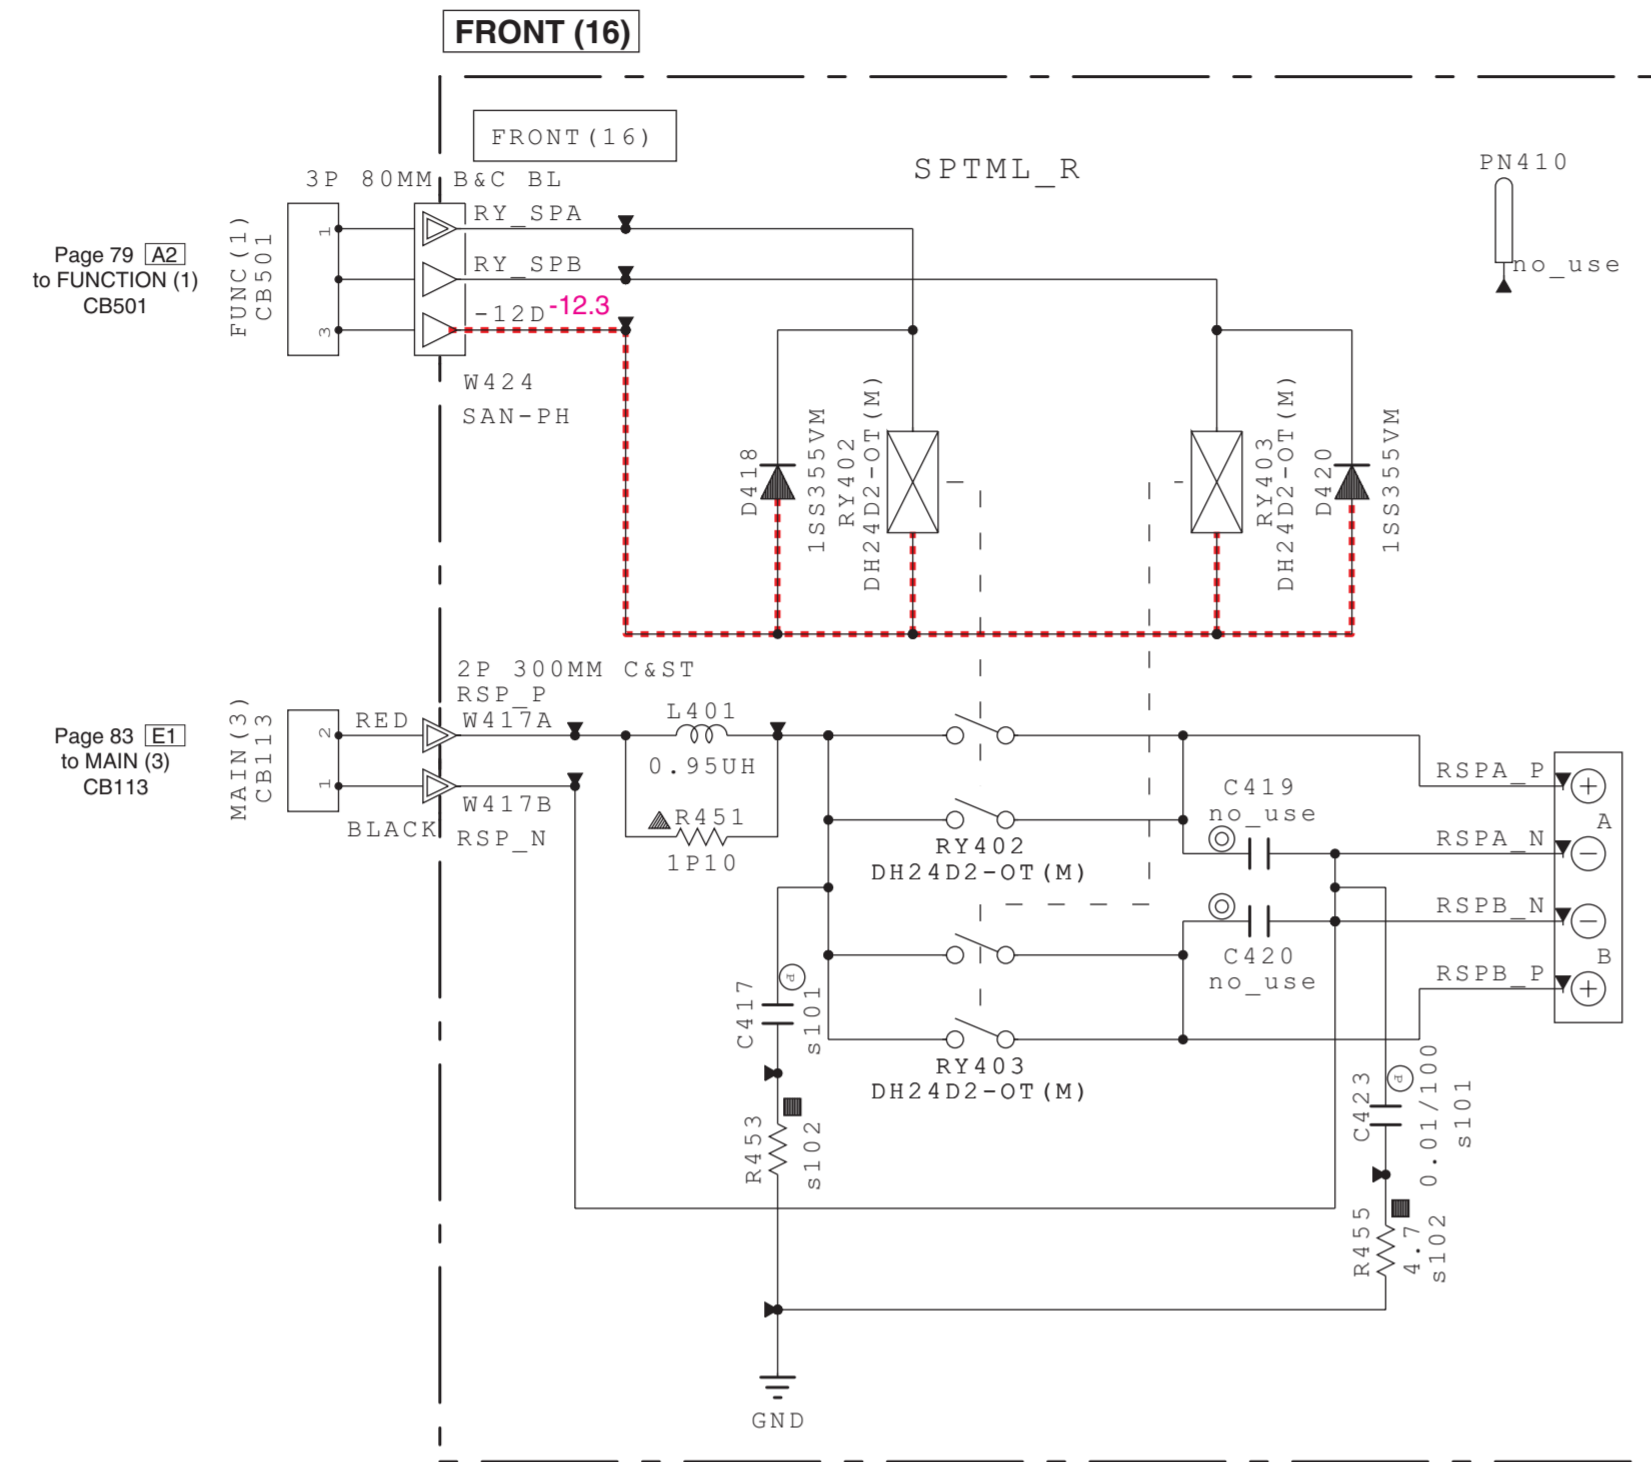 FRONT (16)
FRONT(16)
SPTML_R
PN410
no_use
3P 80MM B&C BL
RY_SPA
RY_SPB
-12D
-12.3
FUNC(1)
CB501
1
3
Page 79 A2
to FUNCTION (1)
CB501
W424
SAN-PH
D418
1SS355VM
RY402
DH24D2-OT(M)
RY403
DH24D2-OT(M)
D420
1SS355VM
2P 300MM C&ST
RSP_P
W417A
RED
MAIN(3)
CB113
2
1
Page 83 E1
to MAIN (3)
CB113
BLACK
W417B
RSP_N
L401
0.95UH
R451
1P10
RY402
DH24D2-OT(M)
C419
no_use
C420
no_use
RSPA_P
RSPA_N
RSPB_N
RSPB_P
+
A
−
−
B
+
C417
P
s101
R453
s102
RY403
DH24D2-OT(M)
C423
P
0.01/100
s101
R455
4.7
s102
GND